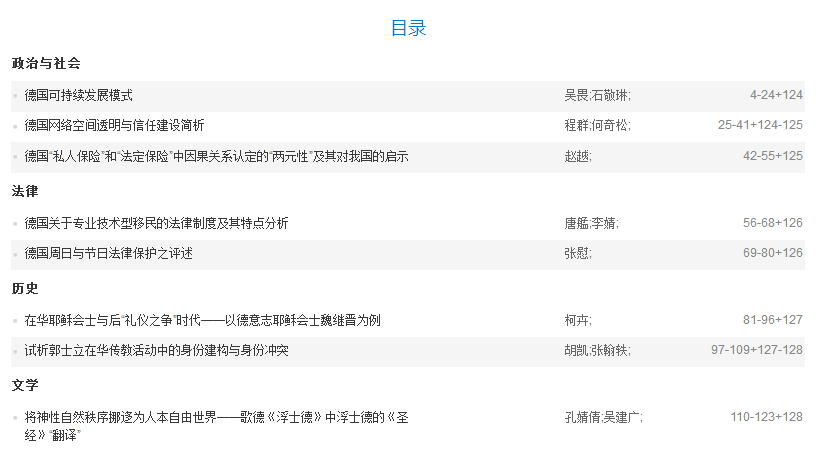 目录
政治与社会
德国可持续发展模式 吴畏;石敬琳; 4-24+124
德国网络空间透明与信任建设简析 程群;何奇松; 25-41+124-125
德国“私人保险”和“法定保险”中因果关系认定的“两元性”及其对我国的启示 赵越; 42-55+125
法律
德国关于专业技术型移民的法律制度及其特点分析 唐艋;李婧; 56-68+126
德国周日与节日法律保护之评述 张慰; 69-80+126
历史
在华耶稣会士与后“礼仪之争”时代——以德意志耶稣会士魏继晋为例 柯卉; 81-96+127
试析郭士立在华传教活动中的身份建构与身份冲突 胡凯;张翰轶; 97-109+127-128
文学
将神性自然秩序挪迻为人本自由世界——歌德《浮士德》中浮士德的《圣 孔婧倩;吴建广; 110-123+128
经》“翻译”